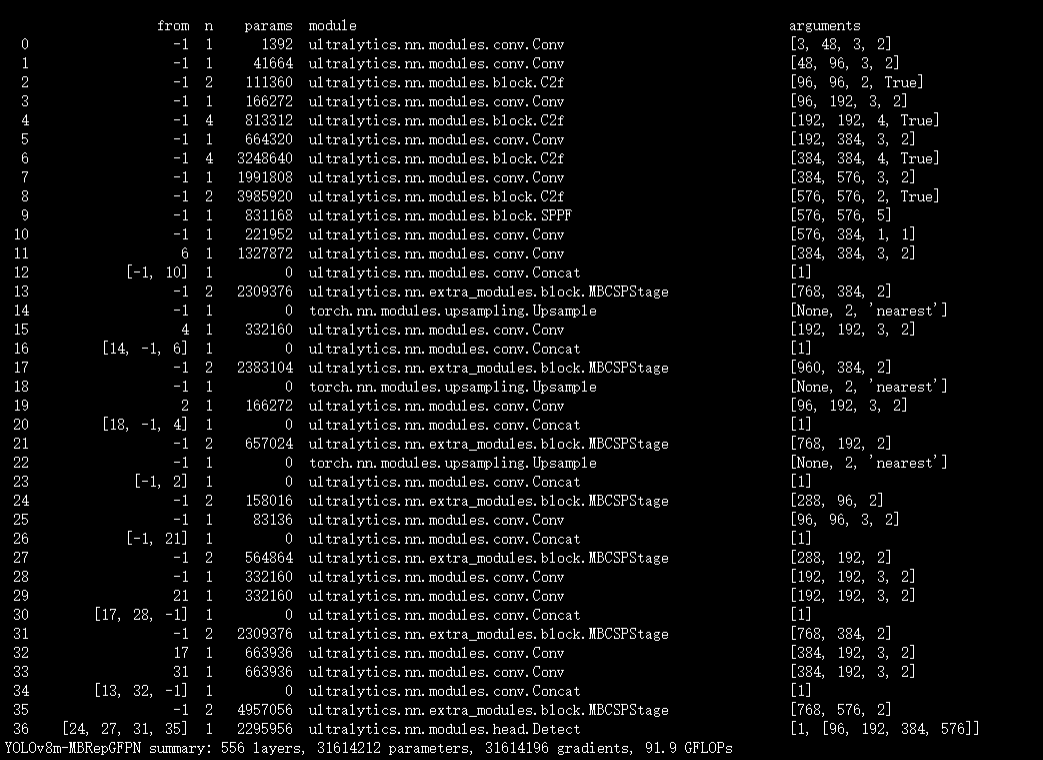 from n params module arguments
0 -1 1 1392 ultralytics.nn.modules.conv.Conv [3, 48, 3, 2]
1 -1 1 41664 ultralytics.nn.modules.conv.Conv [48, 96, 3, 2]
2 -1 2 111360 ultralytics.nn.modules.block.C2f [96, 96, 2, True]
3 -1 1 166272 ultralytics.nn.modules.conv.Conv [96, 192, 3, 2]
4 -1 4 813312 ultralytics.nn.modules.block.C2f [192, 192, 4, True]
5 -1 1 664320 ultralytics.nn.modules.conv.Conv [192, 384, 3, 2]
6 -1 4 3248640 ultralytics.nn.modules.block.C2f [384, 384, 4, True]
7 -1 1 1991808 ultralytics.nn.modules.conv.Conv [384, 576, 3, 2]
8 -1 2 3985920 ultralytics.nn.modules.block.C2f [576, 576, 2, True]
9 -1 1 831168 ultralytics.nn.modules.block.SPPF [576, 576, 5]
10 -1 1 221952 ultralytics.nn.modules.conv.Conv [576, 384, 1, 1]
11 6 1 1327872 ultralytics.nn.modules.conv.Conv [384, 384, 3, 2]
12 [-1, 10] 1 0 ultralytics.nn.modules.conv.Concat [1]
13 -1 2 2309376 ultralytics.nn.extra_modules.block.MBCSPStage [768, 384, 2]
14 -1 1 0 torch.nn.modules.upsampling.Upsample [None, 2, 'nearest']
15 4 1 332160 ultralytics.nn.modules.conv.Conv [192, 192, 3, 2]
16 [14, -1, 6] 1 0 ultralytics.nn.modules.conv.Concat [1]
17 -1 2 2383104 ultralytics.nn.extra_modules.block.MBCSPStage [960, 384, 2]
18 -1 1 0 torch.nn.modules.upsampling.Upsample [None, 2, 'nearest']
19 2 1 166272 ultralytics.nn.modules.conv.Conv [96, 192, 3, 2]
20 [18, -1, 4] 1 0 ultralytics.nn.modules.conv.Concat [1]
21 -1 2 657024 ultralytics.nn.extra_modules.block.MBCSPStage [768, 192, 2]
22 -1 1 0 torch.nn.modules.upsampling.Upsample [None, 2, 'nearest']
23 [-1, 2] 1 0 ultralytics.nn.modules.conv.Concat [1]
24 -1 2 158016 ultralytics.nn.extra_modules.block.MBCSPStage [288, 96, 2]
25 -1 1 83136 ultralytics.nn.modules.conv.Conv [96, 96, 3, 2]
26 [-1, 21] 1 0 ultralytics.nn.modules.conv.Concat [1]
27 -1 2 564864 ultralytics.nn.extra_modules.block.MBCSPStage [288, 192, 2]
28 -1 1 332160 ultralytics.nn.modules.conv.Conv [192, 192, 3, 2]
29 21 1 332160 ultralytics.nn.modules.conv.Conv [192, 192, 3, 2]
30 [17, 28, -1] 1 0 ultralytics.nn.modules.conv.Concat [1]
31 -1 2 2309376 ultralytics.nn.extra_modules.block.MBCSPStage [768, 384, 2]
32 17 1 663936 ultralytics.nn.modules.conv.Conv [384, 192, 3, 2]
33 31 1 663936 ultralytics.nn.modules.conv.Conv [384, 192, 3, 2]
34 [13, 32, -1] 1 0 ultralytics.nn.modules.conv.Concat [1]
35 -1 2 4957056 ultralytics.nn.extra_modules.block.MBCSPStage [768, 576, 2]
36 [24, 27, 31, 35] 1 2295956 ultralytics.nn.modules.head.Detect [1, [96, 192, 384, 576]]
YOLOv8m-MBRepGFPN summary: 556 layers, 31614212 parameters, 31614196 gradients, 91.9 GFLOPs